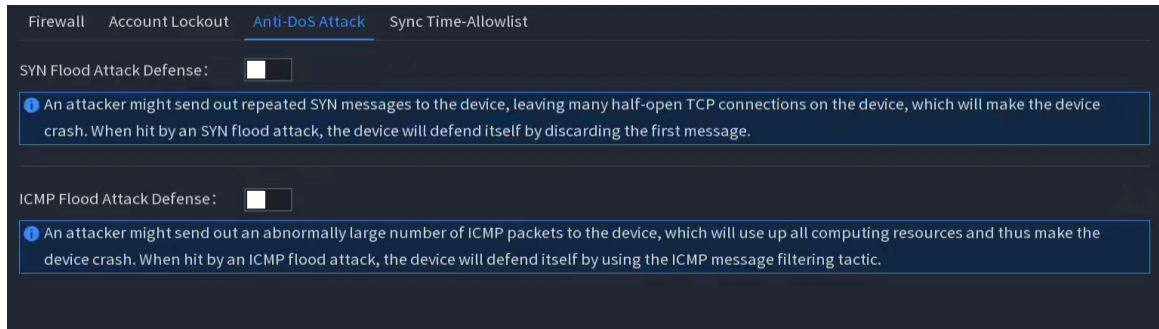 Firewall Account Lockout Anti-DoS Attack Sync Time-Allowlist
SYN Flood Attack Defense:
An attacker might send out repeated SYN messages to the device, leaving many half-open TCP connections on the device, which will make the device
crash. When hit by an SYN flood attack, the device will defend itself by discarding the first message.
ICMP Flood Attack Defense:
An attacker might send out an abnormally large number of ICMP packets to the device, which will use up all computing resources and thus make the
device crash. When hit by an ICMP flood attack, the device will defend itself by using the ICMP message filtering tactic.